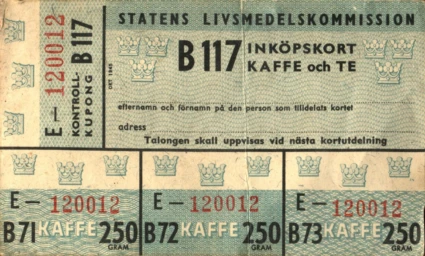 E- 120012
KONTROLL-
KUPONG B 117
STATENS LIVSMEDELSKOMMISSION
B 117 INKÖPSKORT
KAFFE och TE
efternamn och förnamn på den person som tilldelats kortet
adress
Talongen skall uppvisas vid nästa kortutdelning
E- 120012
B71 KAFFE 250
GRAM
E- 120012
B72 KAFFE 250
GRAM
E- 120012
B73 KAFFE 250
GRAM